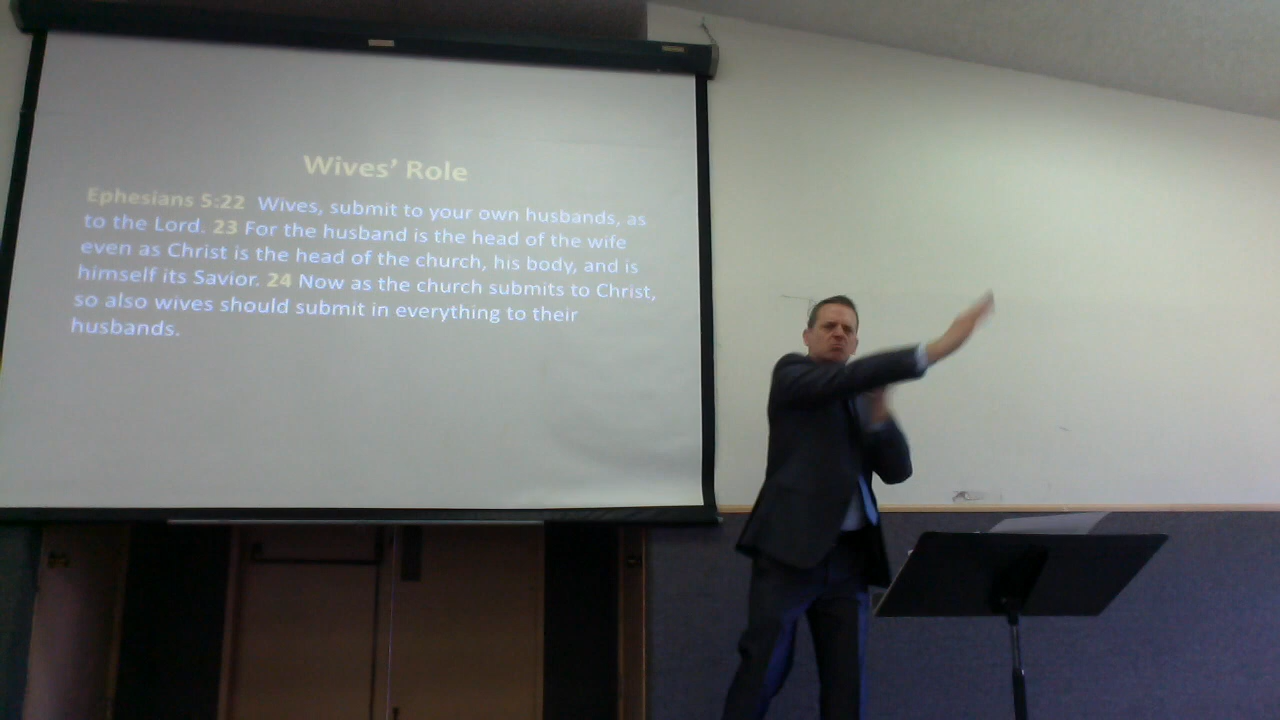 Wives' Role
Ephesians 5:22 Wives, submit to your own husbands, as
to the Lord. 23 For the husband is the head of the wife
even as Christ is the head of the church, his body, and is
himself its Savior. 24 Now as the church submits to Christ,
so also wives should submit in everything to their
husbands.